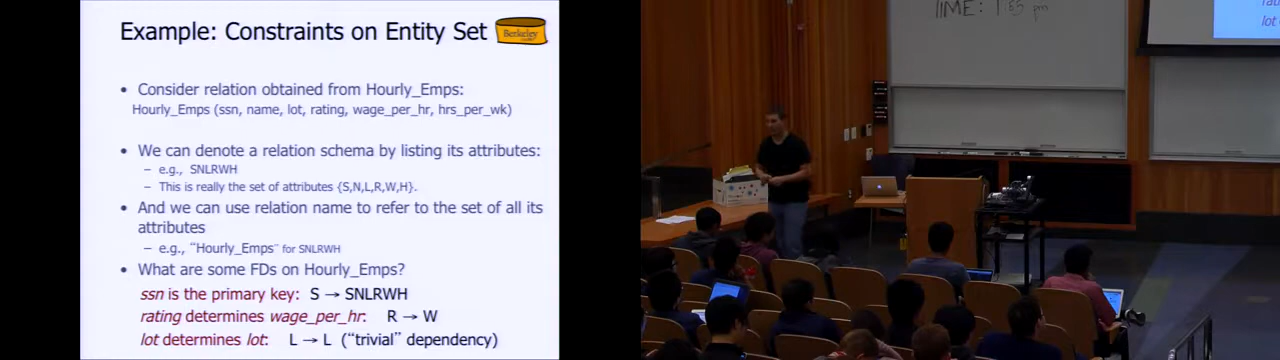 Example: Constraints on Entity Set
Berkeley
• Consider relation obtained from Hourly_Emps:
Hourly_Emps (ssn, name, lot, rating, wage_per_hr, hrs_per_wk)
• We can denote a relation schema by listing its attributes:
– e.g., SNLRWH
– This is really the set of attributes {S,N,L,R,W,H}.
• And we can use relation name to refer to the set of all its
attributes
– e.g., “Hourly_Emps” for SNLRWH
• What are some FDs on Hourly_Emps?
ssn is the primary key: S → SNLRWH
rating determines wage_per_hr: R → W
lot determines lot: L → L (“trivial” dependency)
TIME: 1:55 pm
lot